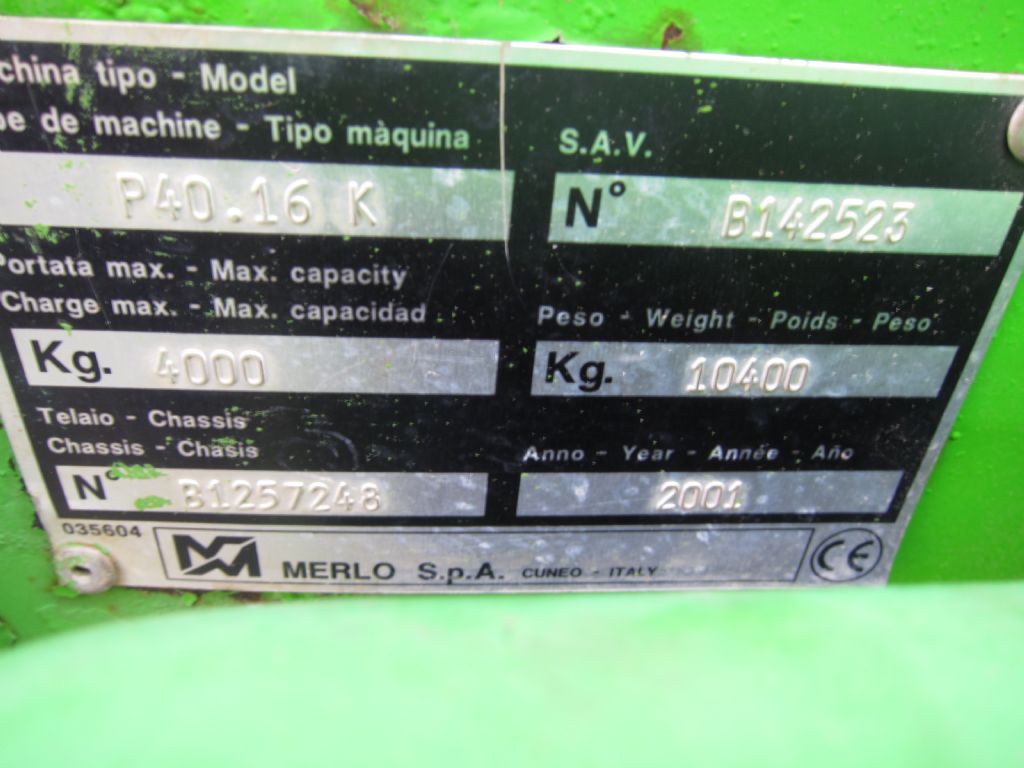 china tipo - Model
pe de machine - Tipo màquina
P40.16 K
S.A.V.
N° B142523
Portata max. - Max. capacity
Charge max. - Max. capacidad
Kg. 4000
Peso - Weight - Poids - Peso
Kg. 10400
Telaio - Chassis
Chassis - Chasis
N° B1257248
Anno - Year - Année - Año
2001
035604
MERLO S.p.A. CUNEO - ITALY
CE